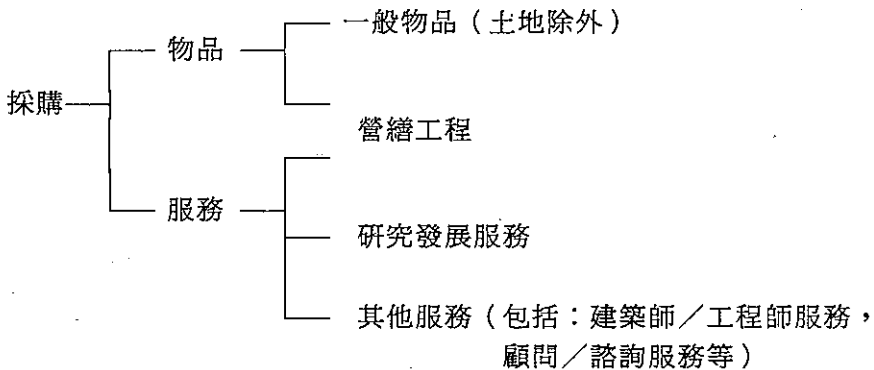 一般物品（土地除外）
物品
採購
營繕工程
服務
研究發展服務
其他服務（包括：建築師／工程師服務，
顧問／諮詢服務等）